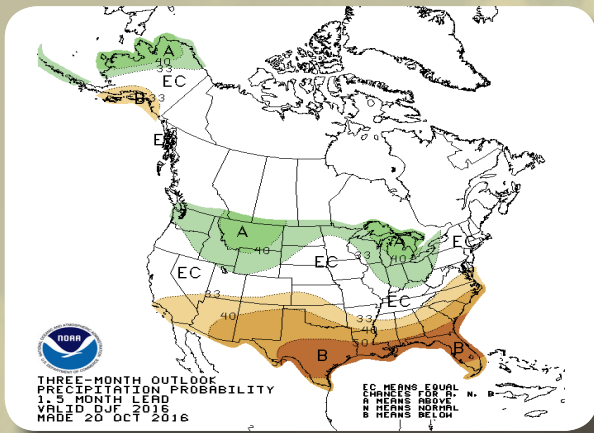 A
40
33
EC
33
B
E
A
40
A
40
33
EC
EC
EC
33
EC
33
40
40
50
B
B
NOAA
THREE-MONTH OUTLOOK
PRECIPITATION PROBABILITY
1.5 MONTH LEAD
VALID DJF 2016
MADE 20 OCT 2016
EC MEANS EQUAL
CHANCES FOR A, N, B
A MEANS ABOVE
N MEANS NORMAL
B MEANS BELOW